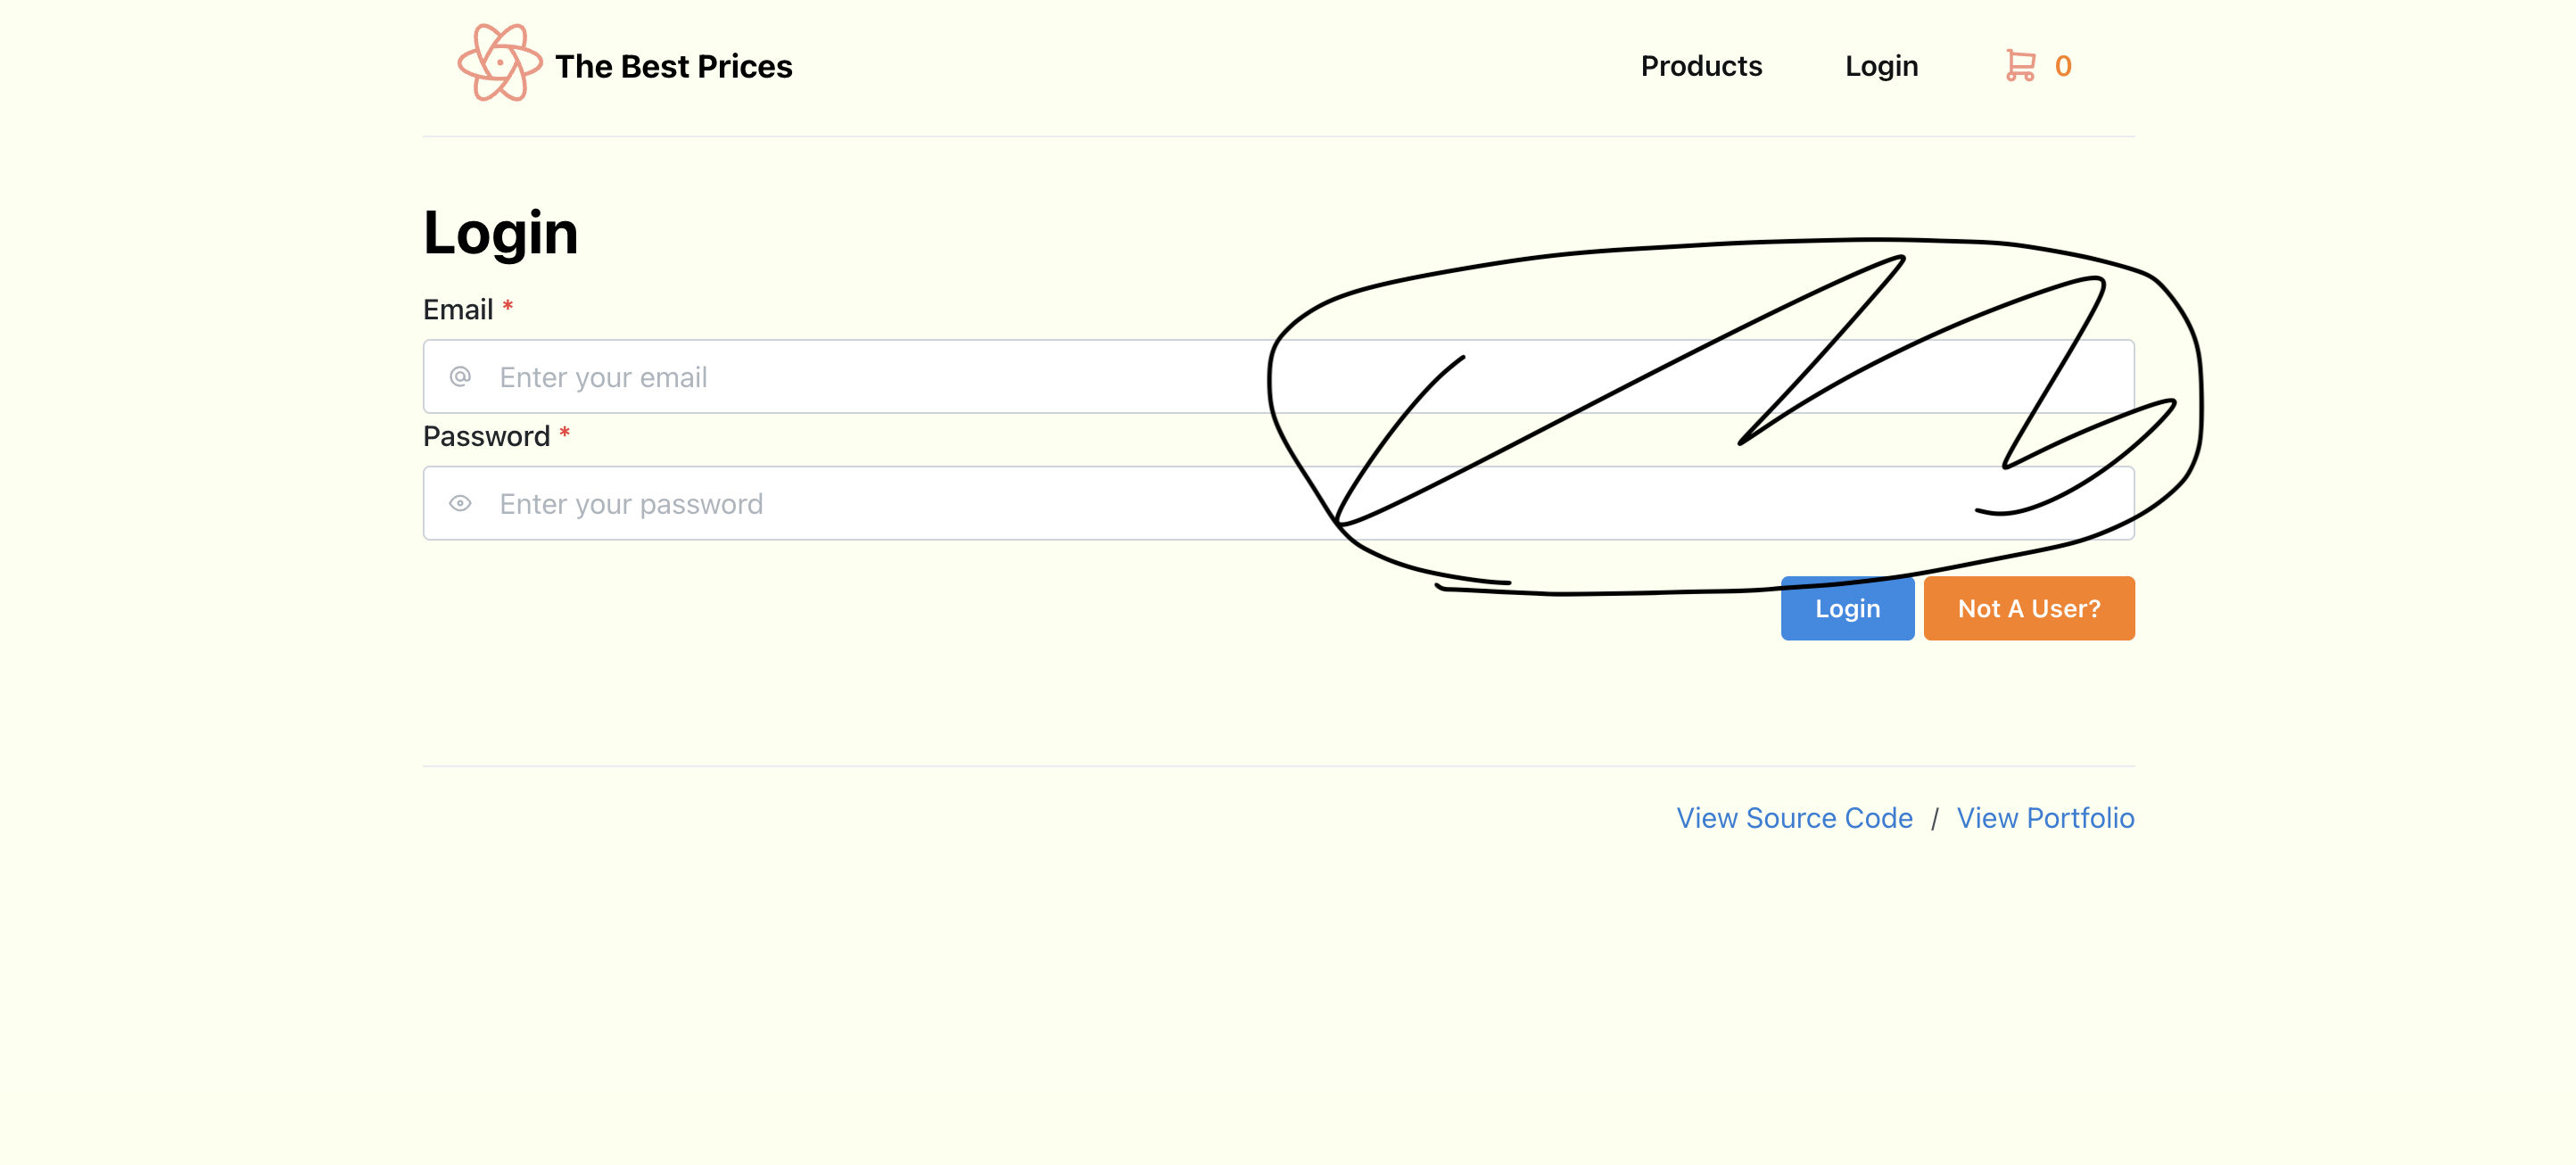 The Best Prices
Products Login 0
Login
Email *
@ Enter your email
Password *
Enter your password
Login Not A User?
View Source Code / View Portfolio